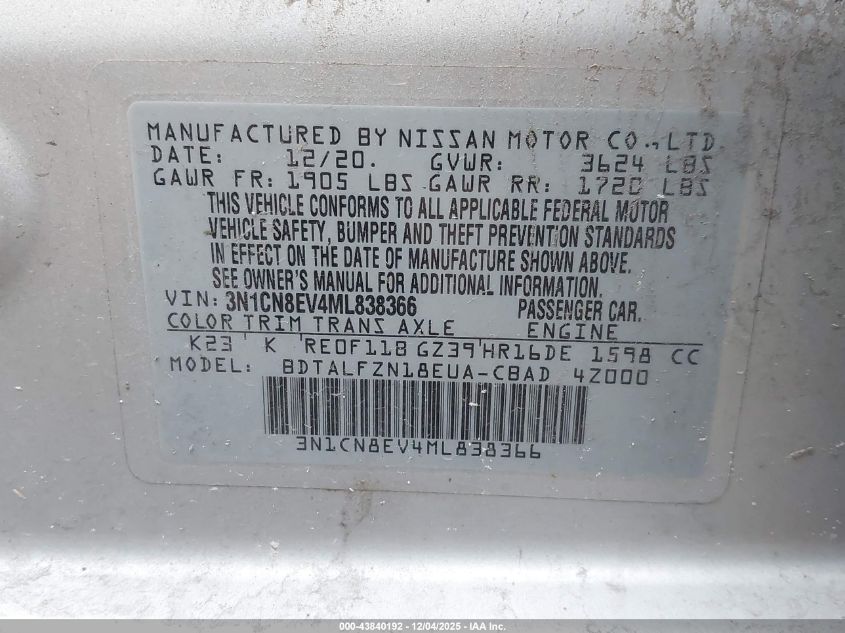 MANUFACTURED BY NISSAN MOTOR CO., LTD.
DATE: 12/20. GVWR: 3624 LBS
GAWR FR: 1905 LBS GAWR RR: 1720 LBS
THIS VEHICLE CONFORMS TO ALL APPLICABLE FEDERAL MOTOR
VEHICLE SAFETY, BUMPER AND THEFT PREVENTION STANDARDS
IN EFFECT ON THE DATE OF MANUFACTURE SHOWN ABOVE.
SEE OWNER'S MANUAL FOR ADDITIONAL INFORMATION.
VIN: 3N1CN8EV4ML838366 PASSENGER CAR.
COLOR TRIM TRANS AXLE ENGINE
K23 K RE0F11B GZ39 HR16DE 1598 CC
MODEL: BDTALFZN18EUA-CBAD 4Z000
3N1CN8EV4ML838366
000-43840192 - 12/04/2025 - IAA Inc.